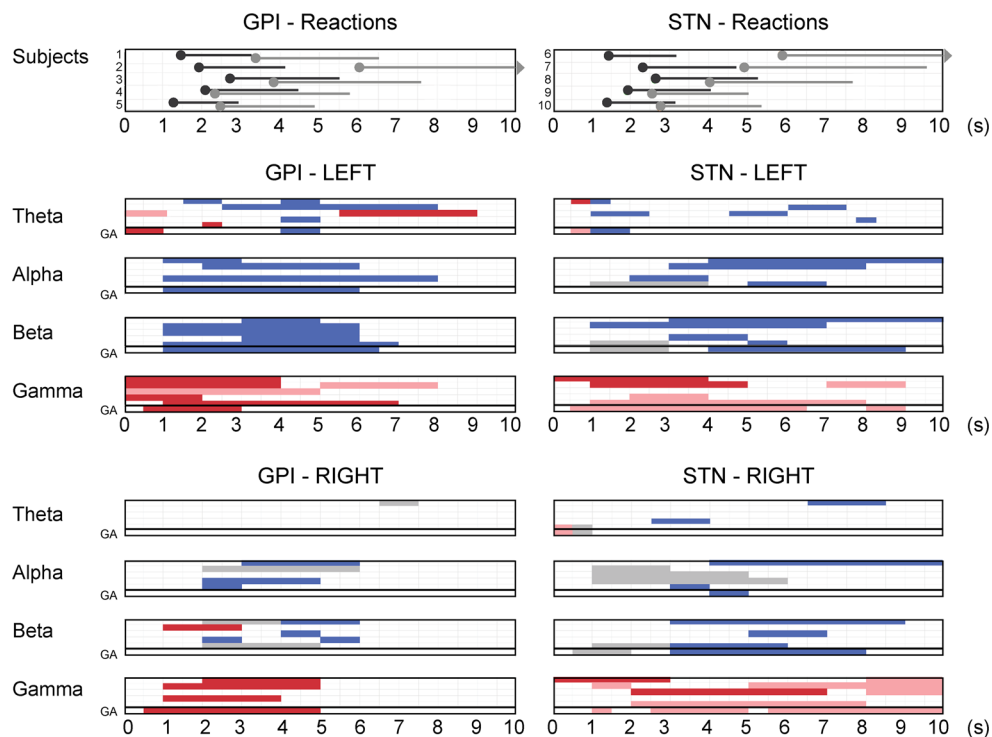 GPI - Reactions
STN - Reactions
Subjects
1
2
3
4
5
6
7
8
9
10
0 1 2 3 4 5 6 7 8 9 10
0 1 2 3 4 5 6 7 8 9 10 (s)
GPI - LEFT
STN - LEFT
Theta
GA
Alpha
GA
Beta
GA
Gamma
GA
0 1 2 3 4 5 6 7 8 9 10
0 1 2 3 4 5 6 7 8 9 10 (s)
GPI - RIGHT
STN - RIGHT
Theta
GA
Alpha
GA
Beta
GA
Gamma
GA
0 1 2 3 4 5 6 7 8 9 10
0 1 2 3 4 5 6 7 8 9 10 (s)